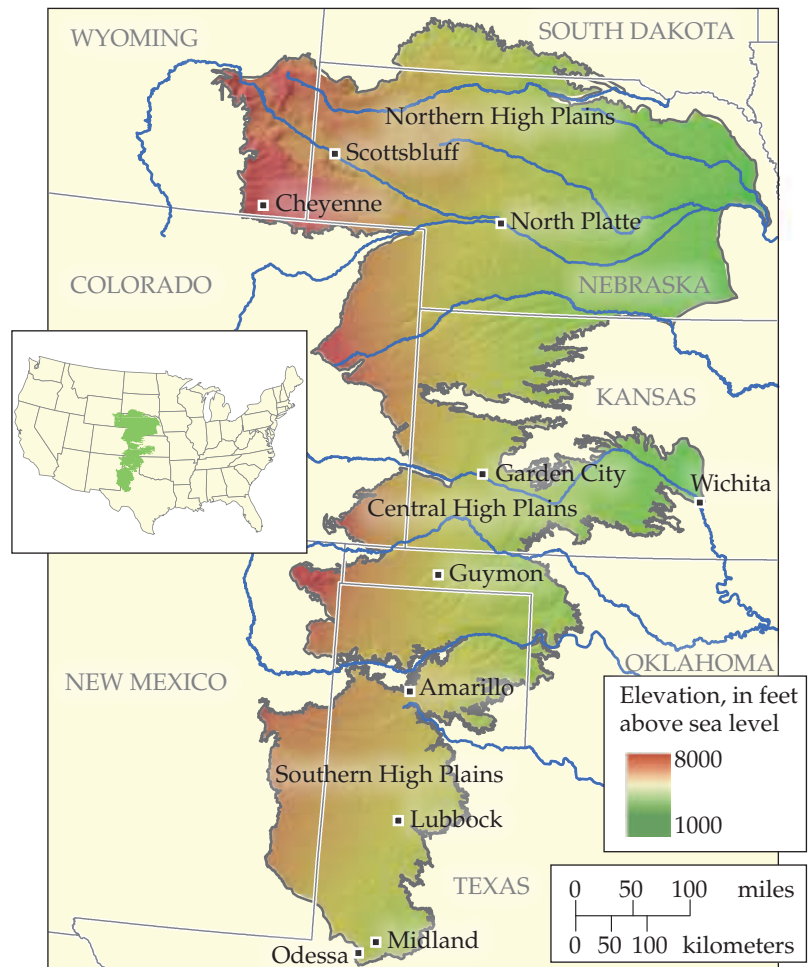 WYOMING
SOUTH DAKOTA
Northern High Plains
Scottsbluff
Cheyenne
North Platte
COLORADO
NEBRASKA
KANSAS
Garden City
Wichita
Central High Plains
Guymon
NEW MEXICO
OKLAHOMA
Amarillo
Elevation, in feet
above sea level
8000
1000
Southern High Plains
Lubbock
TEXAS
0 50 100 miles
0 50 100 kilometers
Midland
Odessa